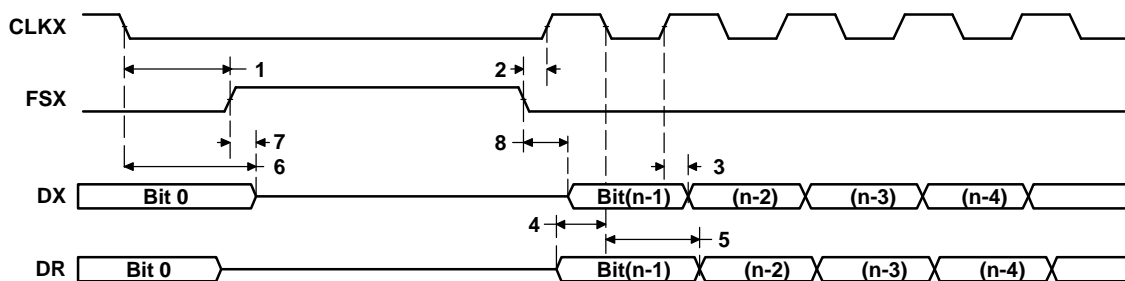 CLKX
1
2
FSX
7
8
6
3
DX
Bit 0
Bit(n-1)
(n-2)
(n-3)
(n-4)
4
5
DR
Bit 0
Bit(n-1)
(n-2)
(n-3)
(n-4)